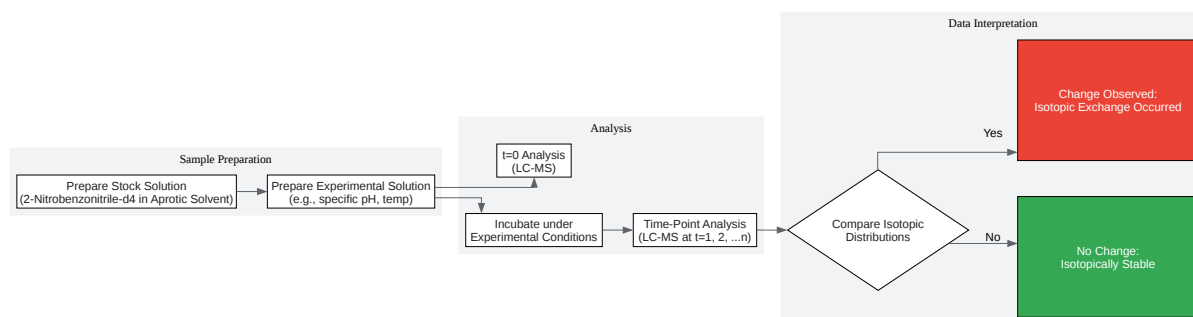 Data Interpretation
Change Observed:
Isotopic Exchange Occurred
Analysis
Yes
t=0 Analysis
(LC-MS)
Sample Preparation
Prepare Stock Solution
(2-Nitrobenzonitrile-d4 in Aprotic Solvent)
Prepare Experimental Solution
(e.g., specific pH, temp)
Incubate under
Experimental Conditions
Time-Point Analysis
(LC-MS at t=1, 2, ...n)
Compare Isotopic
Distributions
No
No Change:
Isotopically Stable